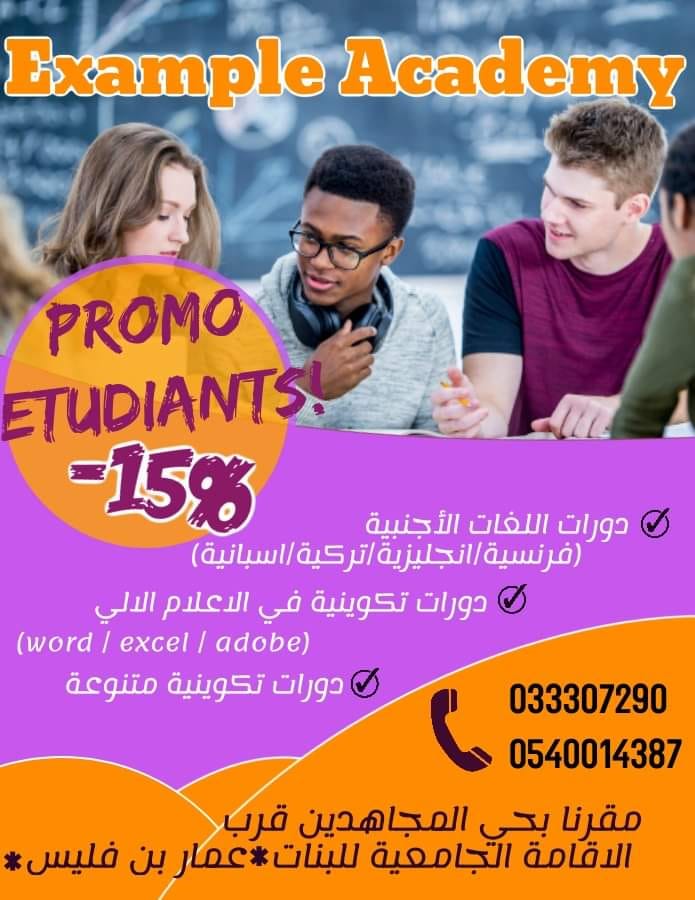 Example Academy
PROMO
ETUDIANTS!
-15%
دورات اللغات الأجنبية
(فرنسية/انجليزية/تركية/اسبانية)
دورات تكوينية في الاعلام الالي
(word / excel / adobe)
دورات تكوينية متنوعة
033307290
0540014387
مقرنا بحي المجاهدين قرب
الاقامة الجامعية للبنات*عمار بن فليس*